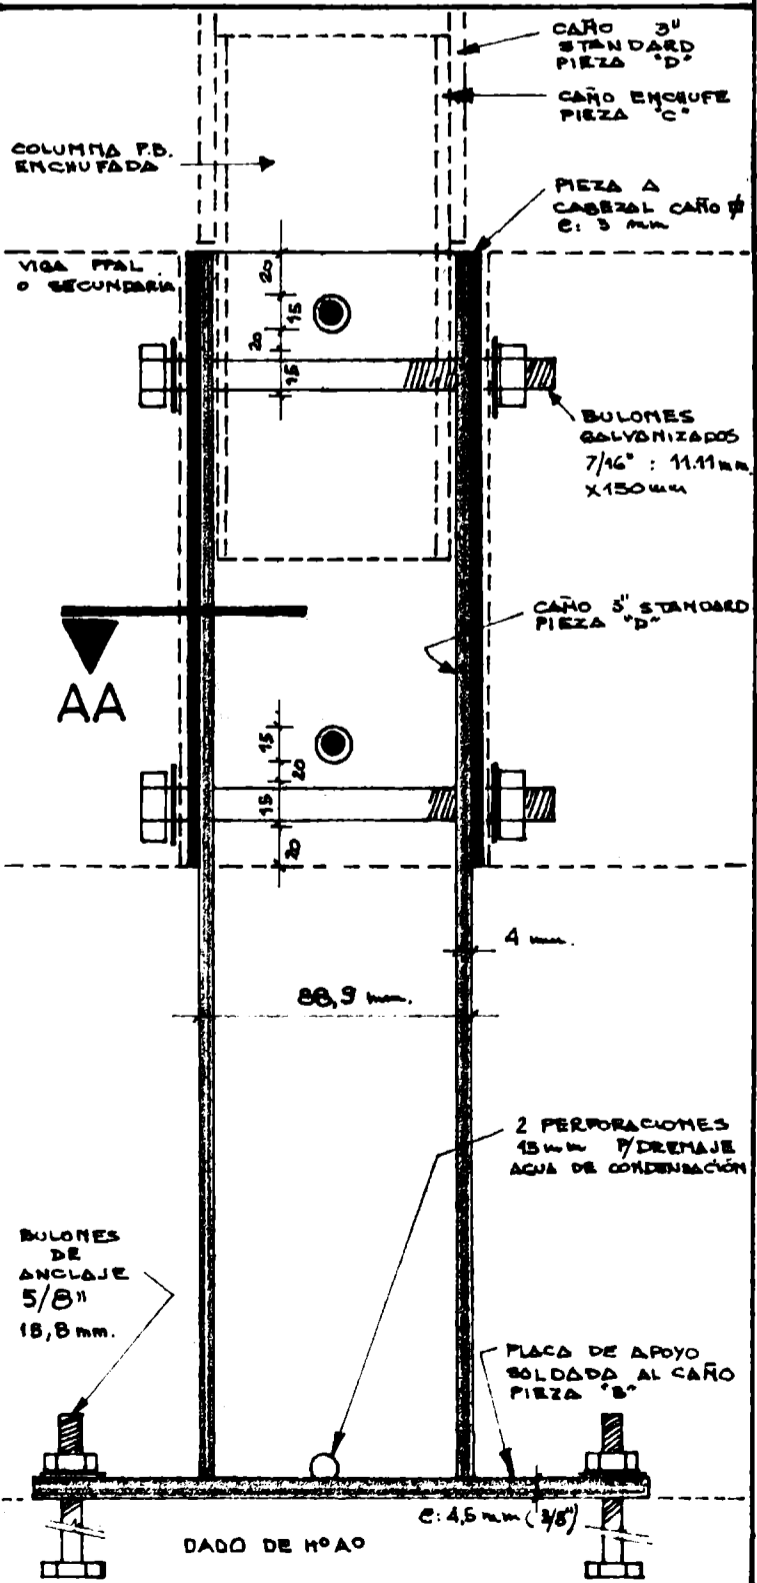 CAÑO 3"
STANDARD
PIEZA "D"
CAÑO ENCHUFE
PIEZA "C"
COLUMNA P.B.
ENCHUFADA
PIEZA A
CABEZAL CAÑO
e: 3 mm
VIGA PPAL
O SECUNDARIA
20
15
20
15
BULONES
GALVANIZADOS
7/16" : 11.11 mm
X 150 mm
CAÑO 3" STANDARD
PIEZA "D"
AA
15
20
15
20
4 mm.
88,9 mm.
2 PERFORACIONES
15 mm P/DRENAJE
AGUA DE CONDENSACIÓN
BULONES
DE
ANCLAJE
5/8"
15,8 mm.
PLACA DE APOYO
SOLDADA AL CAÑO
PIEZA "B"
e: 4,5 mm (3/8")
DADO DE HºAº